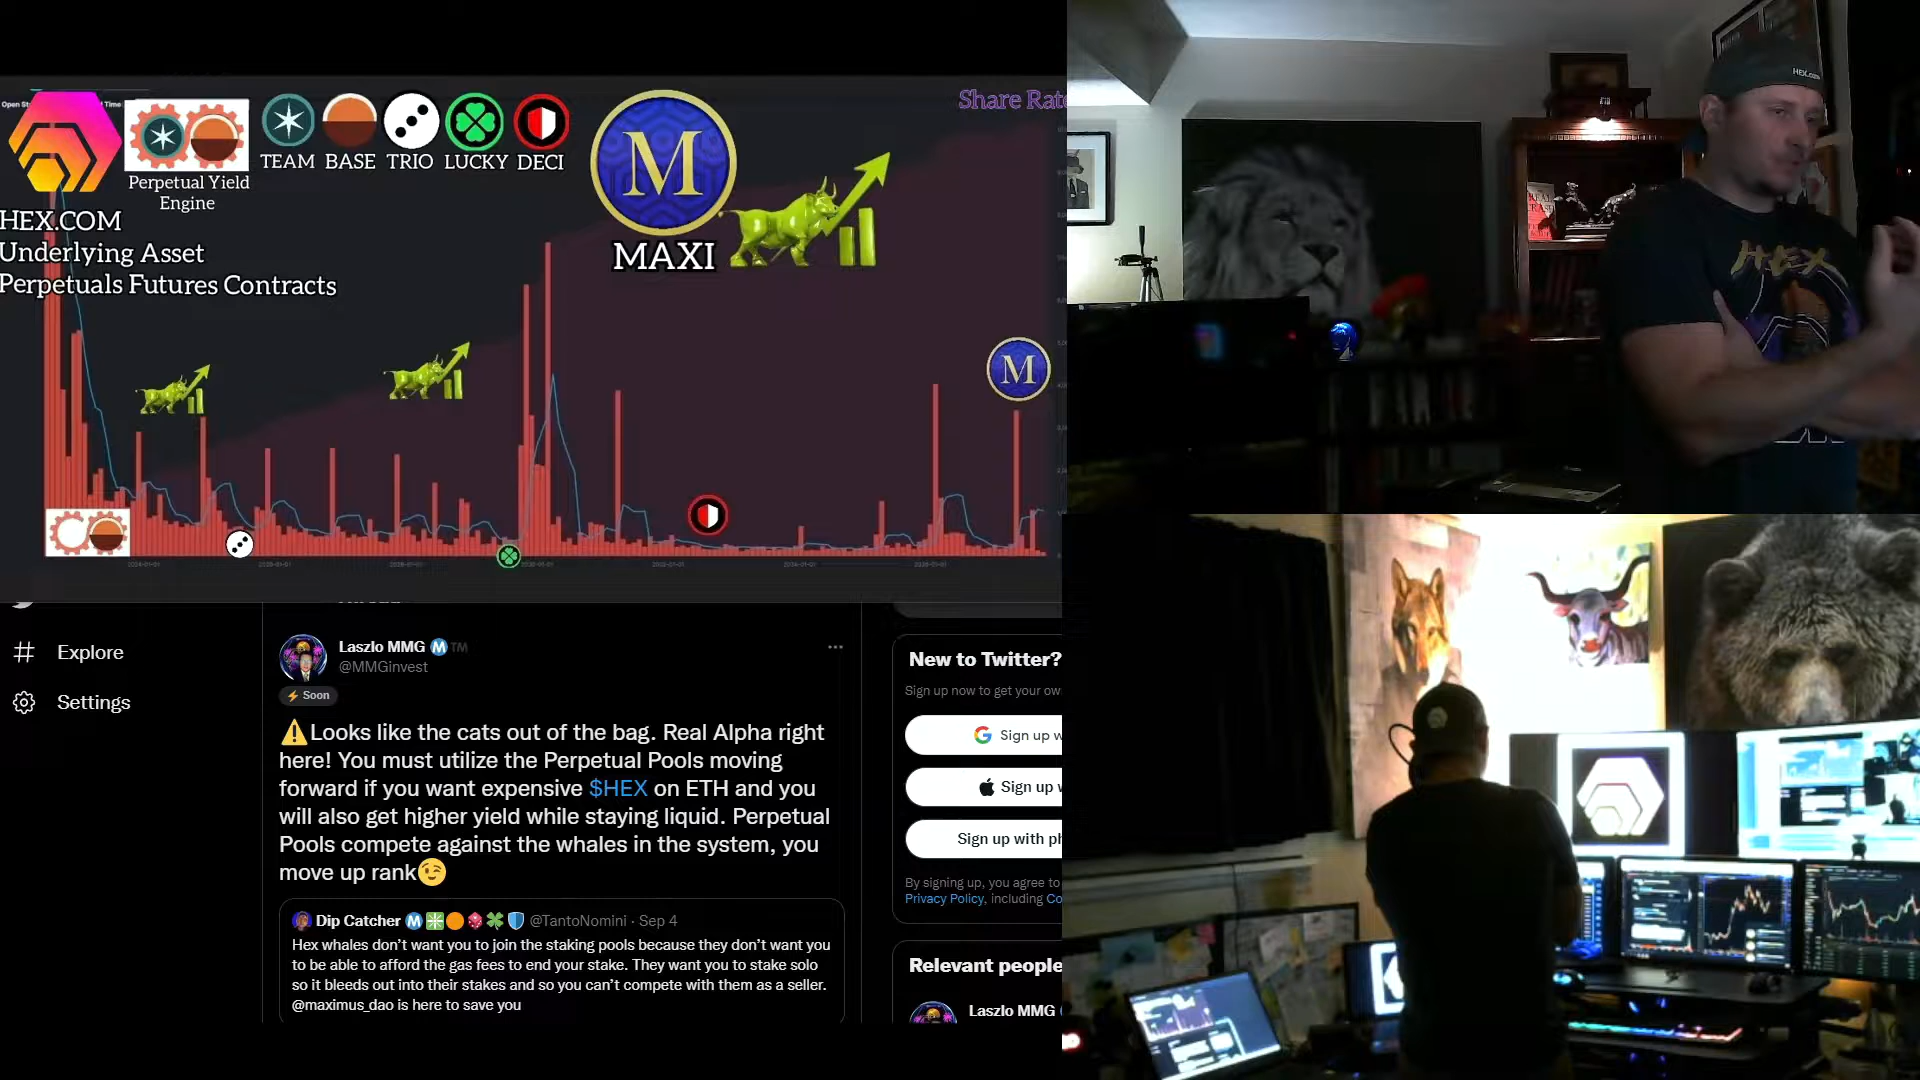 Open St
Time
Share Rat
TEAM BASE TRIO LUCKY DECI
Perpetual Yield
Engine
M
MAXI
HEX.COM
Underlying Asset
Perpetuals Futures Contracts
M
HEX.com
HEX
Explore
Settings
Laszlo MMG M TM
@MMGinvest
Soon
⚠️Looks like the cats out of the bag. Real Alpha right
here! You must utilize the Perpetual Pools moving
forward if you want expensive $HEX on ETH and you
will also get higher yield while staying liquid. Perpetual
Pools compete against the whales in the system, you
move up rank😉
Dip Catcher M @TantoNomini · Sep 4
Hex whales don't want you to join the staking pools because they don't want you
to be able to afford the gas fees to end your stake. They want you to stake solo
so it bleeds out into their stakes and so you can't compete with them as a seller.
@maximus_dao is here to save you
New to Twitter?
Sign up now to get your ow
Sign up w
Sign up
Sign up with ph
By signing up, you agree to
Privacy Policy, including Co
Relevant people
Laszlo MMG